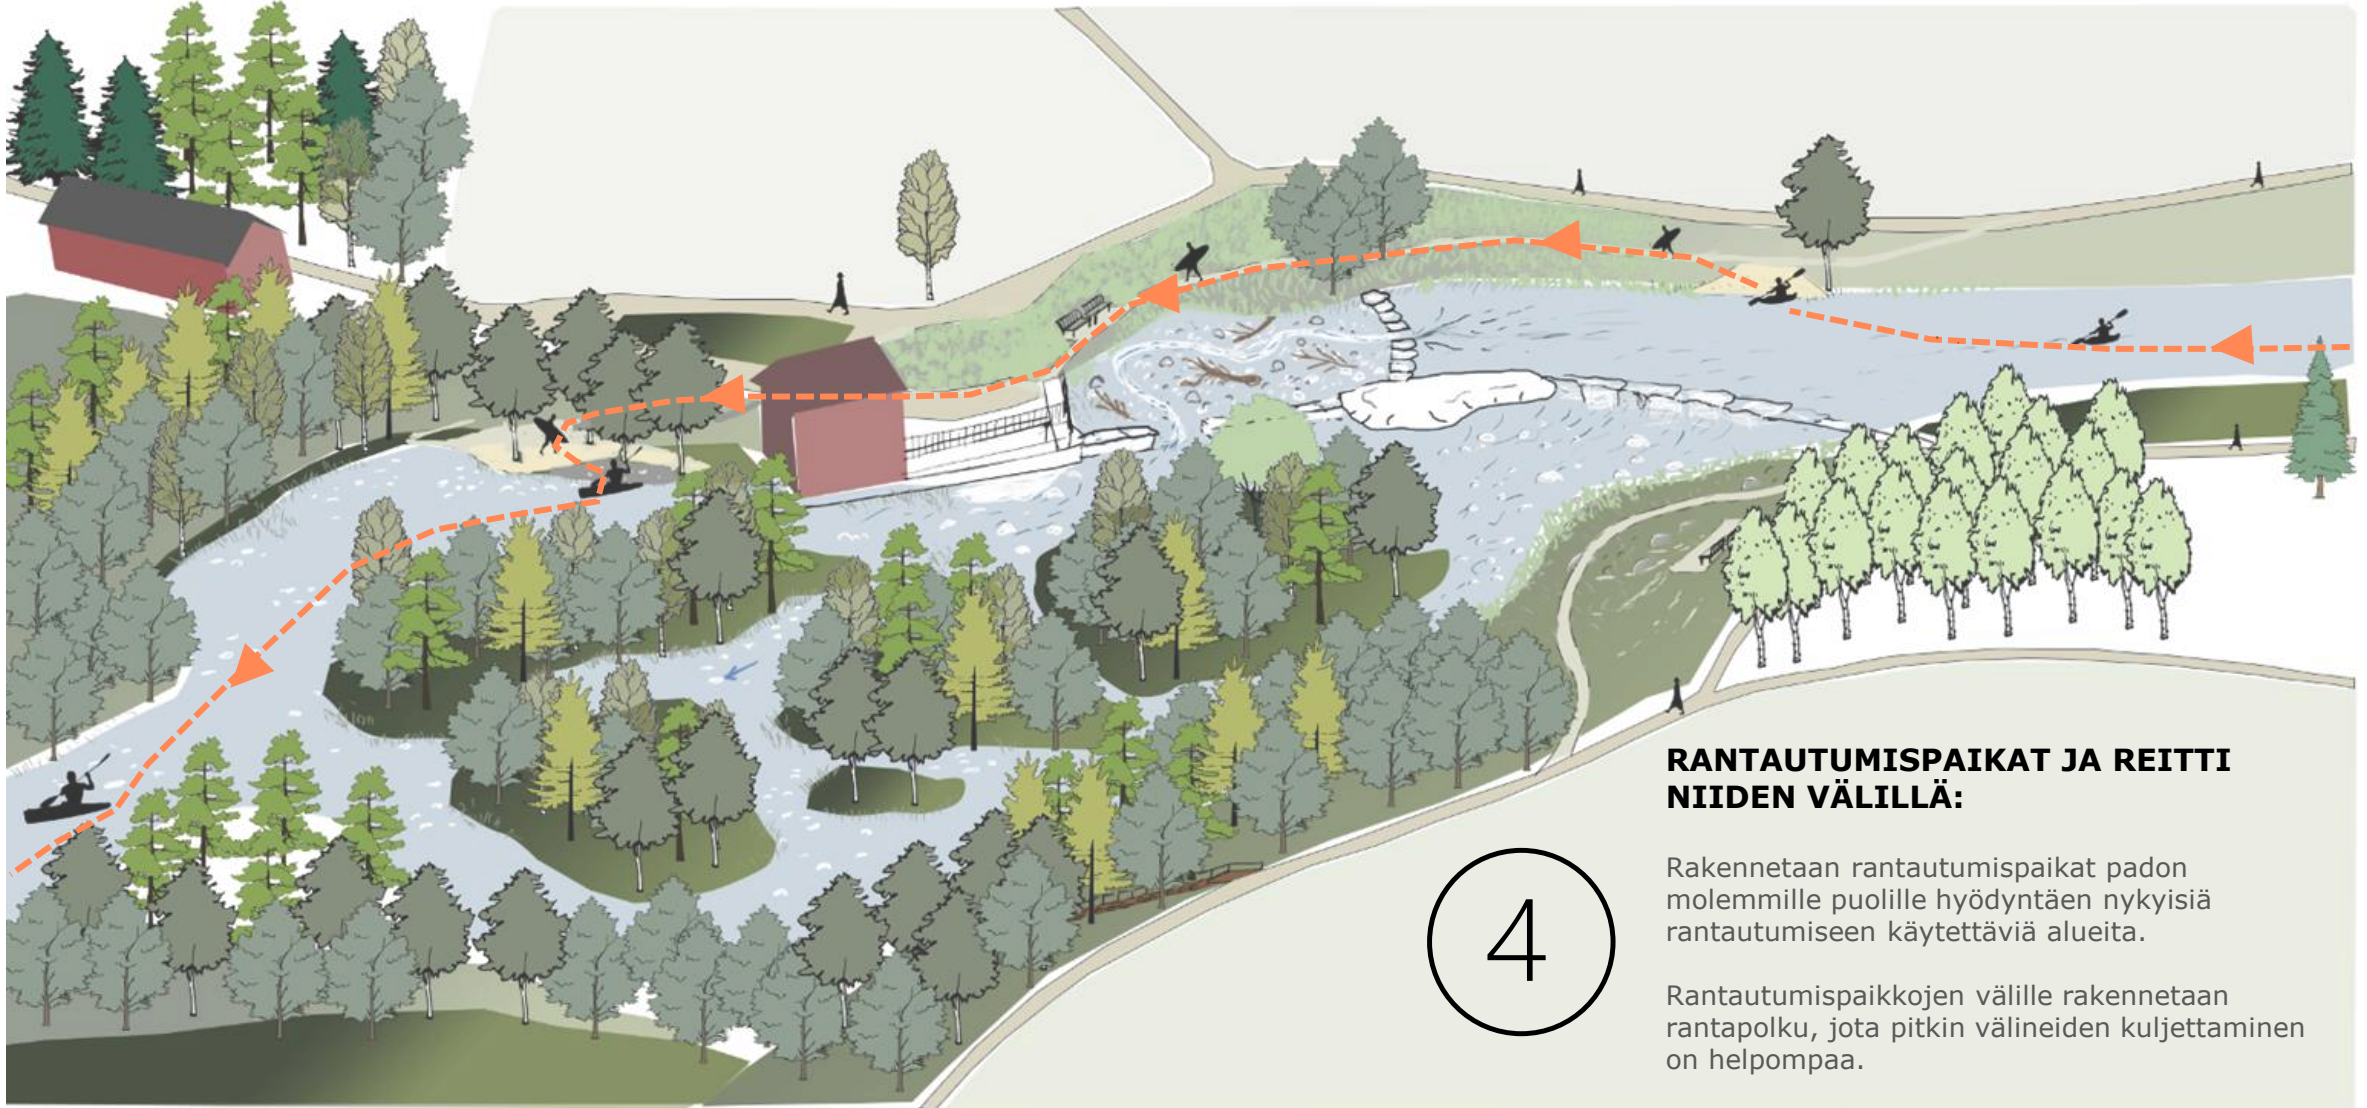 RANTAUTUMISPAIKAT JA REITTI
NIIDEN VÄLILLÄ:
4
Rakennetaan rantautumispaikat padon
molemmille puolille hyödyntäen nykyisiä
rantautumiseen käytettäviä alueita.
Rantautumispaikkojen välille rakennetaan
rantapolku, jota pitkin välineiden kuljettaminen
on helpompaa.